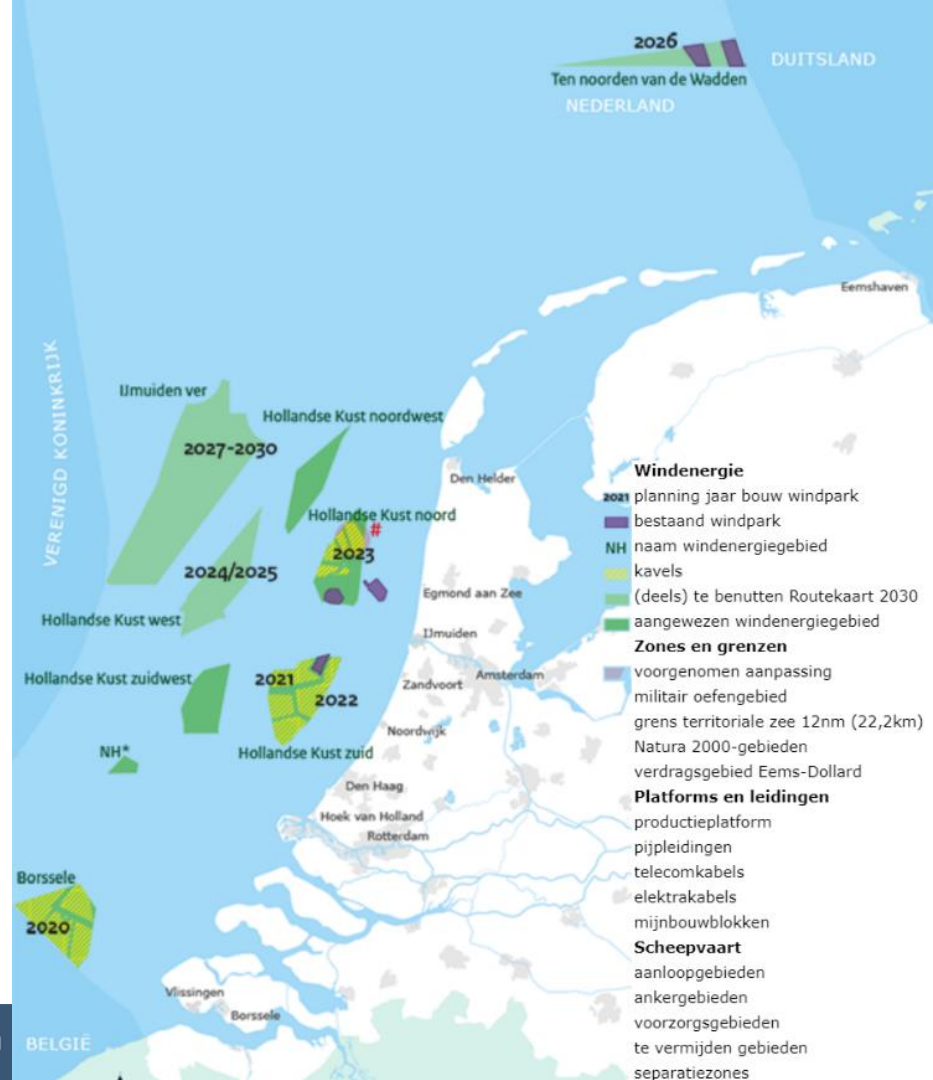 2026
DUITSLAND
Ten noorden van de Wadden
NEDERLAND
Eemshaven
VERENIGD KONINKRIJK
IJmuiden ver
Hollandse Kust noordwest
2027-2030
Den Helder
Hollandse Kust noord
#
2023
2024/2025
Egmond aan Zee
Hollandse Kust west
IJmuiden
Hollandse Kust zuidwest
2021
Zandvoort
Amsterdam
2022
Noordwijk
NH*
Hollandse Kust zuid
Den Haag
Hoek van Holland
Rotterdam
Borssele
2020
Vlissingen
Borssele
BELGIË
Windenergie
2021 planning jaar bouw windpark
bestaand windpark
NH naam windenergiegebied
kavels
(deels) te benutten Routekaart 2030
aangewezen windenergiegebied
Zones en grenzen
voorgenomen aanpassing
militair oefengebied
grens territoriale zee 12nm (22,2km)
Natura 2000-gebieden
verdragsgebied Eems-Dollard
Platforms en leidingen
productieplatform
pijpleidingen
telecomkabels
elektrakabels
mijnbouwblokken
Scheepvaart
aanloopgebieden
ankergebieden
voorzorgsgebieden
te vermijden gebieden
separatiezones